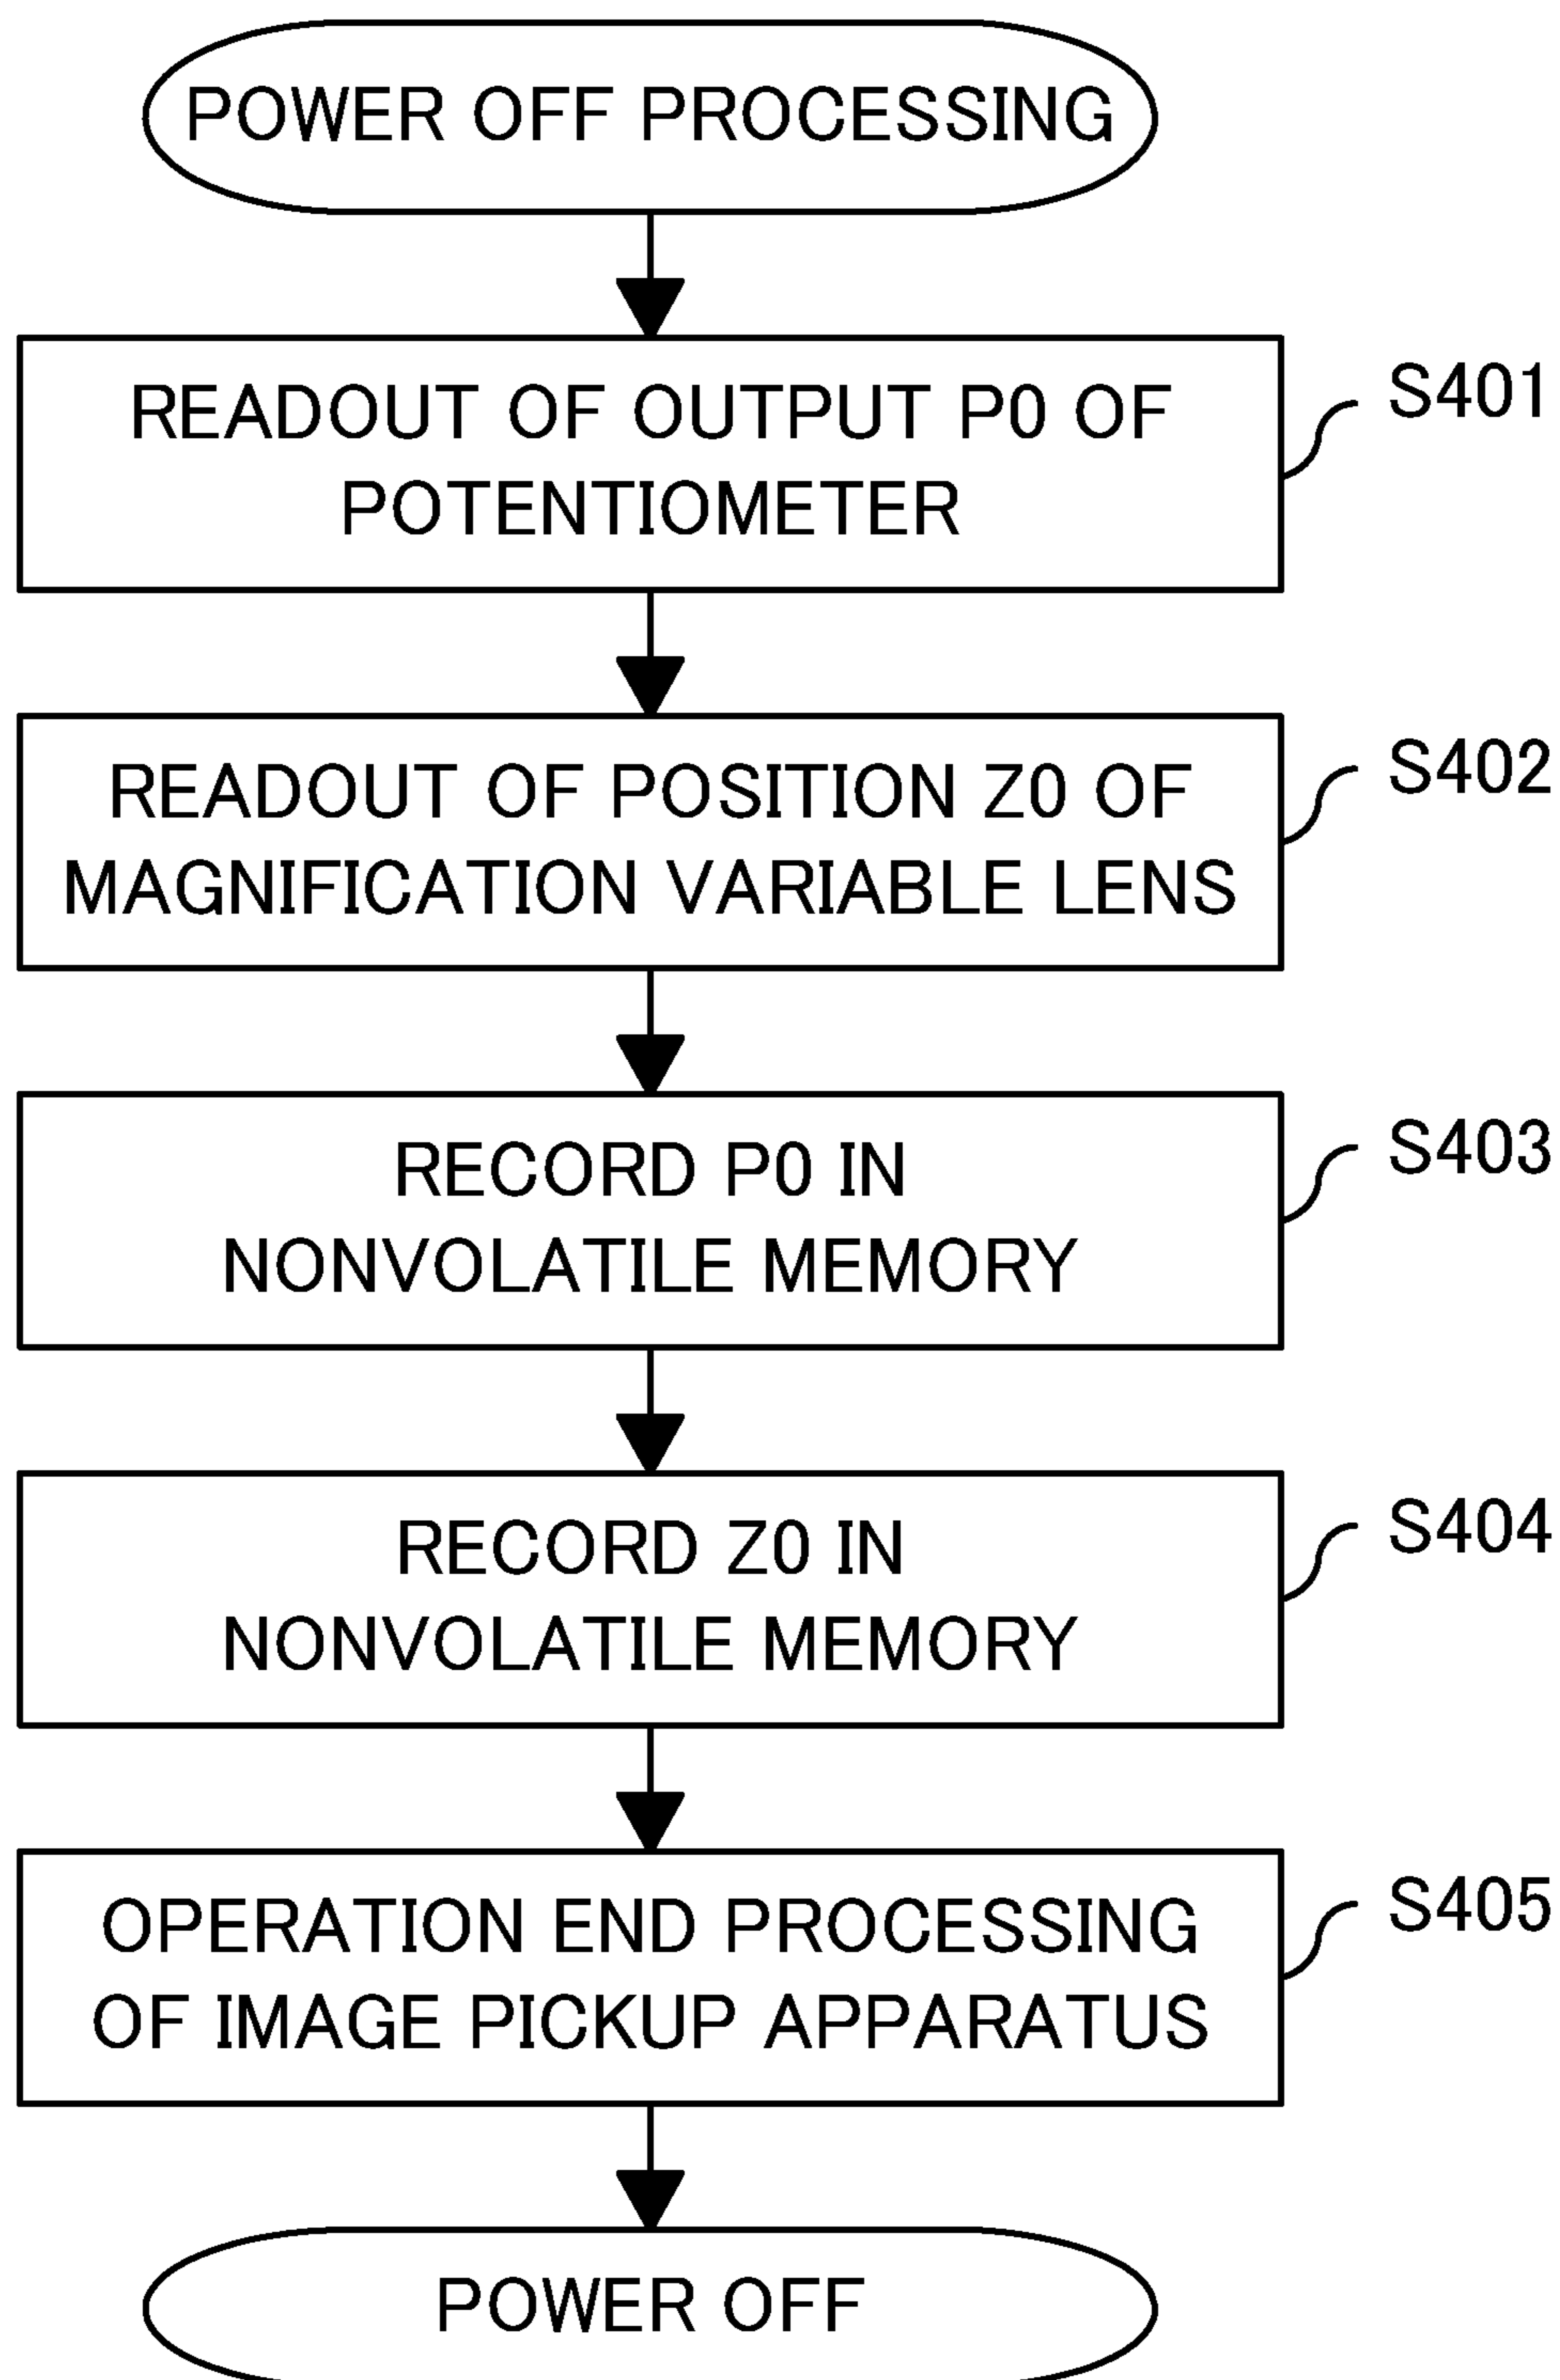 POWER OFF PROCESSING
READOUT OF OUTPUT P0 OF
POTENTIOMETER
S401
READOUT OF POSITION Z0 OF
MAGNIFICATION VARIABLE LENS
S402
RECORD P0 IN
NONVOLATILE MEMORY
S403
RECORD Z0 IN
NONVOLATILE MEMORY
S404
OPERATION END PROCESSING
OF IMAGE PICKUP APPARATUS
S405
POWER OFF